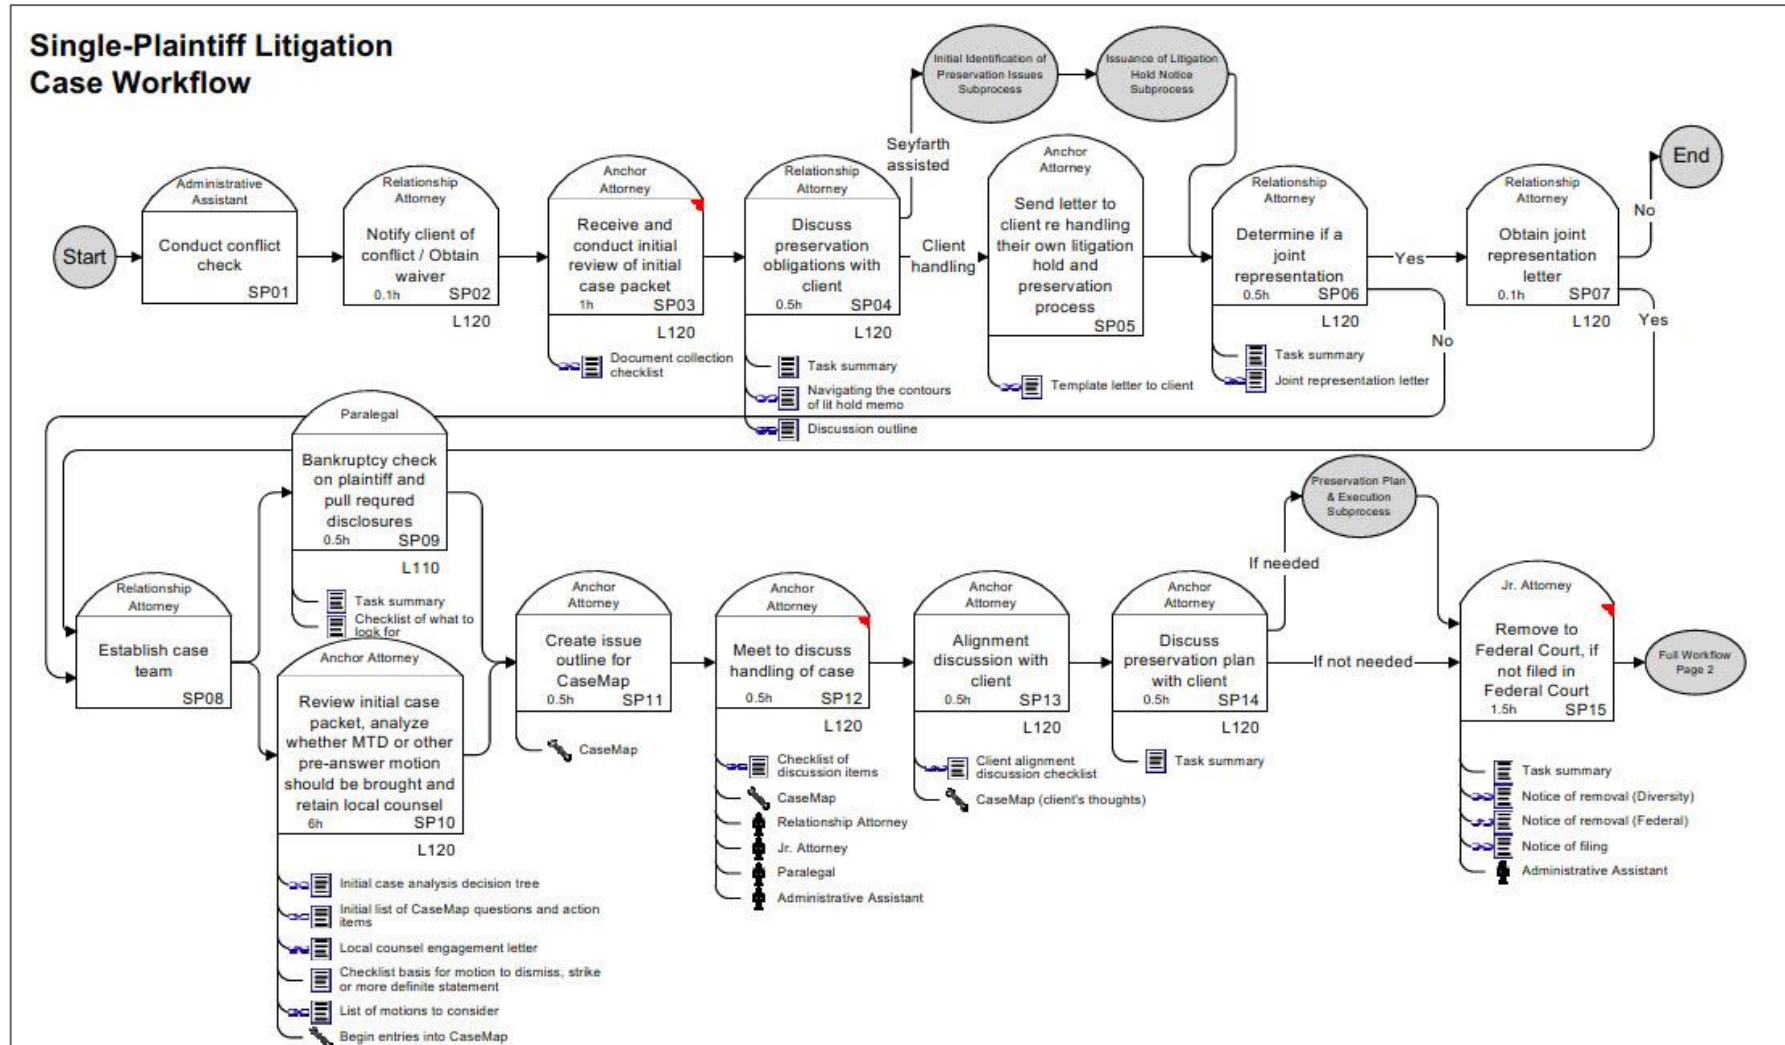 Single-Plaintiff Litigation
Case Workflow
Initial Identification of
Preservation Issues
Subprocess
Issuance of Litigation
Hold Notice
Subprocess
Seyfarth
assisted
Start
Administrative
Assistant
Conduct conflict
check
SP01
Relationship
Attorney
Notify client of
conflict / Obtain
waiver
0.1h SP02
L120
Anchor
Attorney
Receive and
conduct initial
review of initial
case packet
1h SP03
L120
Document collection
checklist
Relationship
Attorney
Discuss
preservation
obligations with
client
0.5h SP04
L120
Task summary
Navigating the contours
of lit hold memo
Discussion outline
Client
handling
Anchor
Attorney
Send letter to
client re handling
their own litigation
hold and
preservation
process
SP05
Template letter to client
Relationship
Attorney
Determine if a
joint
representation
0.5h SP06
L120
Task summary
Joint representation letter
Yes
No
Relationship
Attorney
Obtain joint
representation
letter
0.1h SP07
L120
No
Yes
End
Relationship
Attorney
Establish case
team
SP08
Paralegal
Bankruptcy check
on plaintiff and
pull requred
disclosures
0.5h SP09
L110
Task summary
Checklist of what to
look for
Anchor Attorney
Review initial case
packet, analyze
whether MTD or other
pre-answer motion
should be brought and
retain local counsel
6h SP10
L120
Initial case analysis decision tree
Initial list of CaseMap questions and action
items
Local counsel engagement letter
Checklist basis for motion to dismiss, strike
or more definite statement
List of motions to consider
Begin entries into CaseMap
Anchor
Attorney
Create issue
outline for
CaseMap
0.5h SP11
CaseMap
Anchor
Attorney
Meet to discuss
handling of case
0.5h SP12
L120
Checklist of
discussion items
CaseMap
Relationship Attorney
Jr. Attorney
Paralegal
Administrative Assistant
Anchor
Attorney
Alignment
discussion with
client
0.5h SP13
L120
Client alignment
discussion checklist
CaseMap (client's thoughts)
Anchor
Attorney
Discuss
preservation plan
with client
0.5h SP14
L120
Task summary
If needed
If not needed
Preservation Plan
& Execution
Subprocess
Jr. Attorney
Remove to
Federal Court, if
not filed in
Federal Court
1.5h SP15
Task summary
Notice of removal (Diversity)
Notice of removal (Federal)
Notice of filing
Administrative Assistant
Full Workflow
Page 2